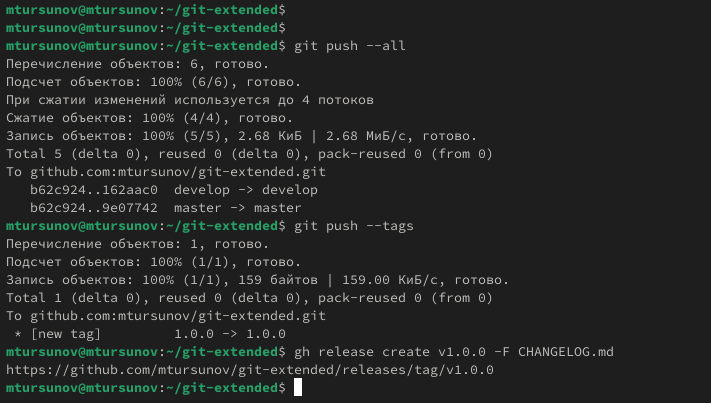 mtursunov@mtursunov:~/git-extended$
mtursunov@mtursunov:~/git-extended$
mtursunov@mtursunov:~/git-extended$ git push --all
Перечисление объектов: 6, готово.
Подсчет объектов: 100% (6/6), готово.
При сжатии изменений используется до 4 потоков
Сжатие объектов: 100% (4/4), готово.
Запись объектов: 100% (5/5), 2.68 КиБ | 2.68 МиБ/с, готово.
Total 5 (delta 0), reused 0 (delta 0), pack-reused 0 (from 0)
To github.com:mtursunov/git-extended.git
   b62c924..162aac0  develop -> develop
   b62c924..9e07742  master -> master
mtursunov@mtursunov:~/git-extended$ git push --tags
Перечисление объектов: 1, готово.
Подсчет объектов: 100% (1/1), готово.
Запись объектов: 100% (1/1), 159 байтов | 159.00 КиБ/с, готово.
Total 1 (delta 0), reused 0 (delta 0), pack-reused 0 (from 0)
To github.com:mtursunov/git-extended.git
 * [new tag]         1.0.0 -> 1.0.0
mtursunov@mtursunov:~/git-extended$ gh release create v1.0.0 -F CHANGELOG.md
https://github.com/mtursunov/git-extended/releases/tag/v1.0.0
mtursunov@mtursunov:~/git-extended$